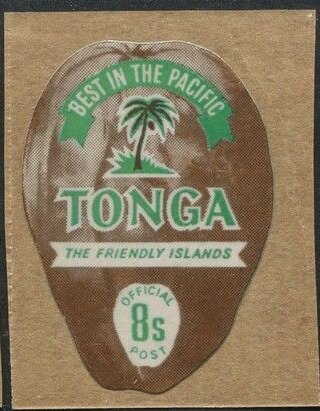 BEST IN THE PACIFIC
TONGA
THE FRIENDLY ISLANDS
OFFICIAL
8s
POST